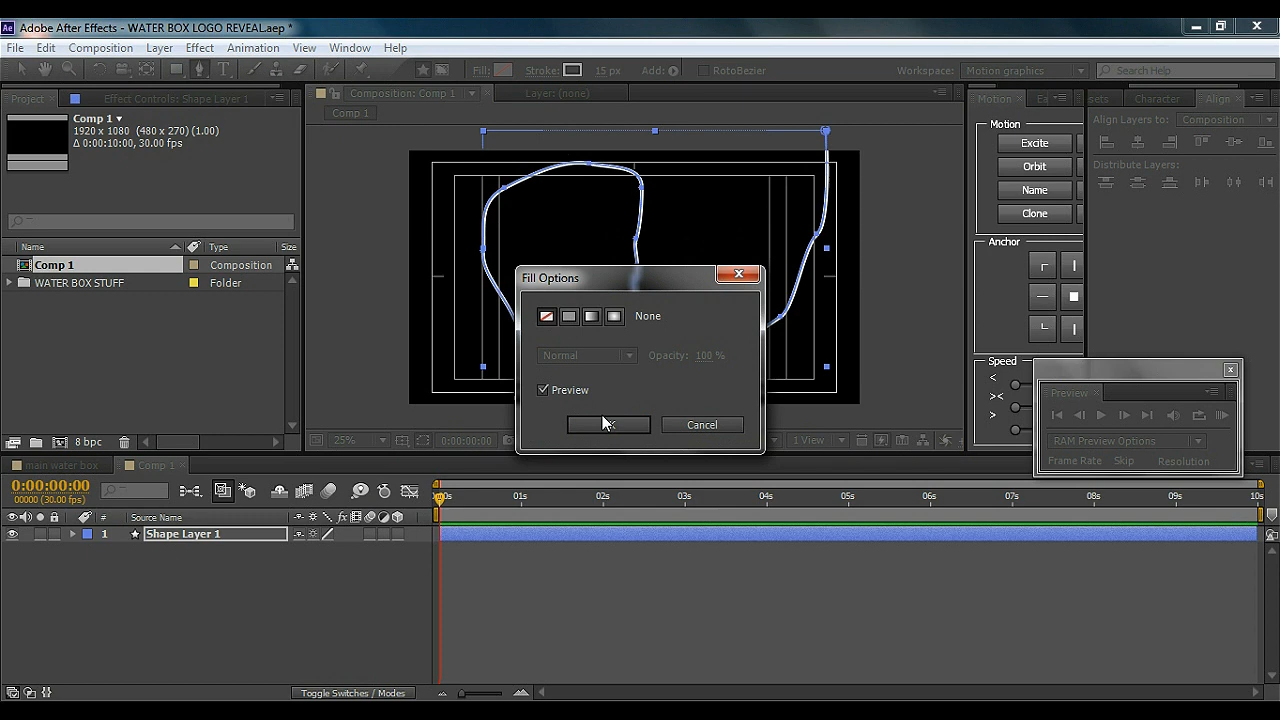 Adobe After Effects - WATER BOX LOGO REVEAL.aep *
File Edit Composition Layer Effect Animation View Window Help
Fill: Stroke: 15 px Add: RotoBezier Workspace: Motion graphics Search Help
Project Effect Controls: Shape Layer 1 Composition: Comp 1 Layer: (none) Motion Character Align
Comp 1
1920 x 1080 (480 x 270) (1.00)
Δ 0:00:10:00, 30.00 fps
Comp 1
Motion
Excite
Orbit
Name
Clone
Anchor
Speed
<
><
>
Align Layers to: Composition
Distribute Layers:
Name Type Size
Comp 1 Composition
WATER BOX STUFF Folder
8 bpc
Fill Options
None
Normal Opacity: 100 %
Preview
Cancel
25% 0:00:00:00 1 View
Preview
RAM Preview Options
Frame Rate Skip Resolution
main water box Comp 1
0:00:00:00
00000 (30.00 fps)
01s 02s 03s 04s 05s 06s 07s 08s 09s 10s
# Source Name
1 Shape Layer 1
Toggle Switches / Modes